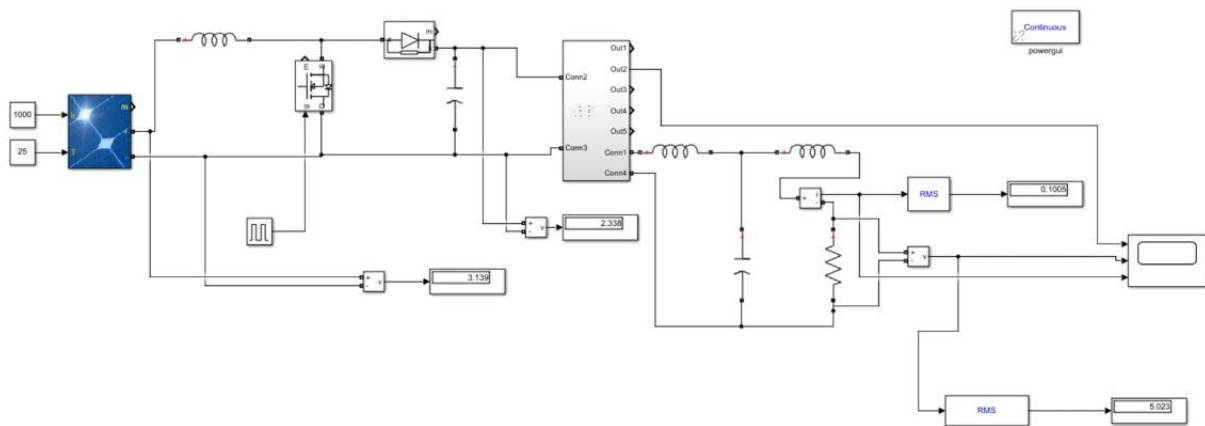 Continuous
powergui
m
Out1
Out2
Out3
Out4
Out5
Conn2
Conn3
Conn1
Conn4
1000
25
Ir
T
m
+
-
m
a
k
g
D
S
+
-
v
2.338
+
-
v
3.139
+
i
-
RMS
0.1005
+
-
v
RMS
5.023